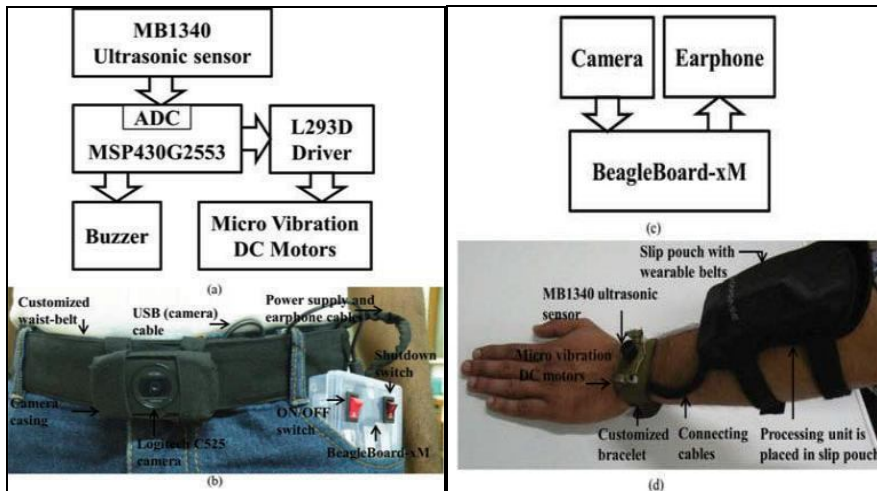 MB1340
Ultrasonic sensor
ADC
MSP430G2553
L293D
Driver
Buzzer
Micro Vibration
DC Motors
(a)
Customized
waist-belt
USB (camera)
cable
Power supply and
earphone cables
Shutdown
switch
Camera
casing
Logitech C525
camera
ON/OFF
switch
BeagleBoard-xM
(b)
Camera
Earphone
BeagleBoard-xM
(c)
Slip pouch with
wearable belts
MB1340 ultrasonic
sensor
Micro vibration
DC motors
Customized
bracelet
Connecting
cables
Processing unit is
placed in slip pouch
(d)